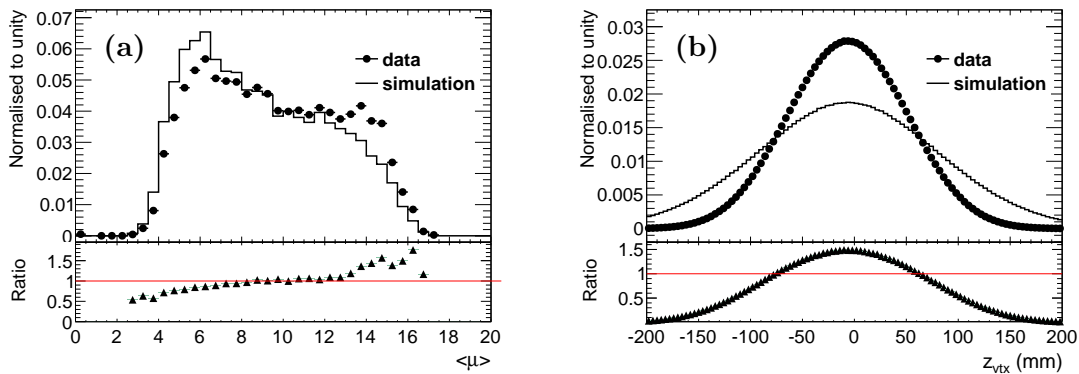 (a)
Normalised to unity
0.07
0.06
0.05
0.04
0.03
0.02
0.01
0
data
simulation
Ratio
1.5
1
0.5
0
0 2 4 6 8 10 12 14 16 18 20
<μ>
(b)
Normalised to unity
0.03
0.025
0.02
0.015
0.01
0.005
0
data
simulation
Ratio
1.5
1
0.5
-200 -150 -100 -50 0 50 100 150 200
z_vtx (mm)